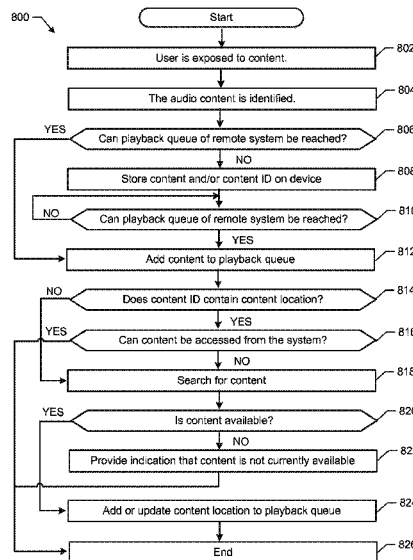 800
Start
User is exposed to content.
802
The audio content is identified.
804
YES
Can playback queue of remote system be reached?
806
NO
Store content and/or content ID on device
808
NO
Can playback queue of remote system be reached?
810
YES
Add content to playback queue
812
NO
Does content ID contain content location?
814
YES
YES
Can content be accessed from the system?
816
NO
Search for content
818
YES
Is content available?
820
NO
Provide indication that content is not currently available
822
Add or update content location to playback queue
824
End
826